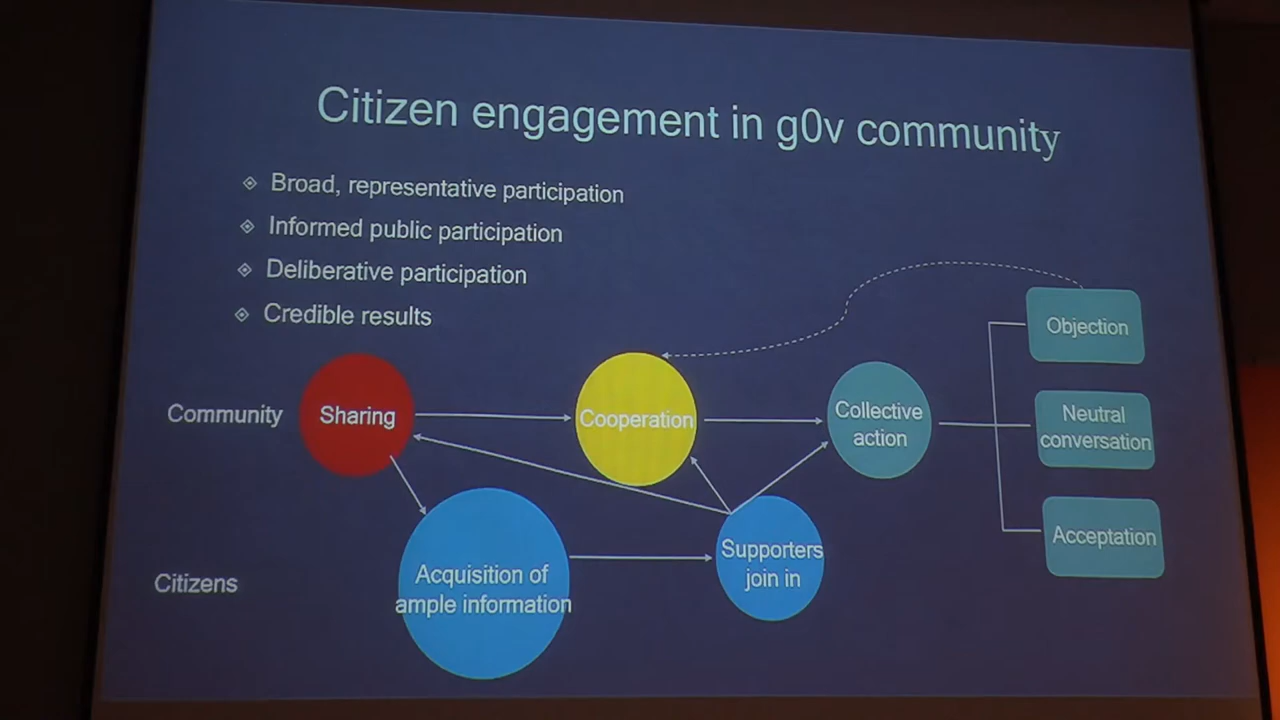 Citizen engagement in g0v community
Broad, representative participation
Informed public participation
Deliberative participation
Credible results
Objection
Community
Sharing
Cooperation
Collective
action
Neutral
conversation
Acceptation
Citizens
Acquisition of
ample information
Supporters
join in